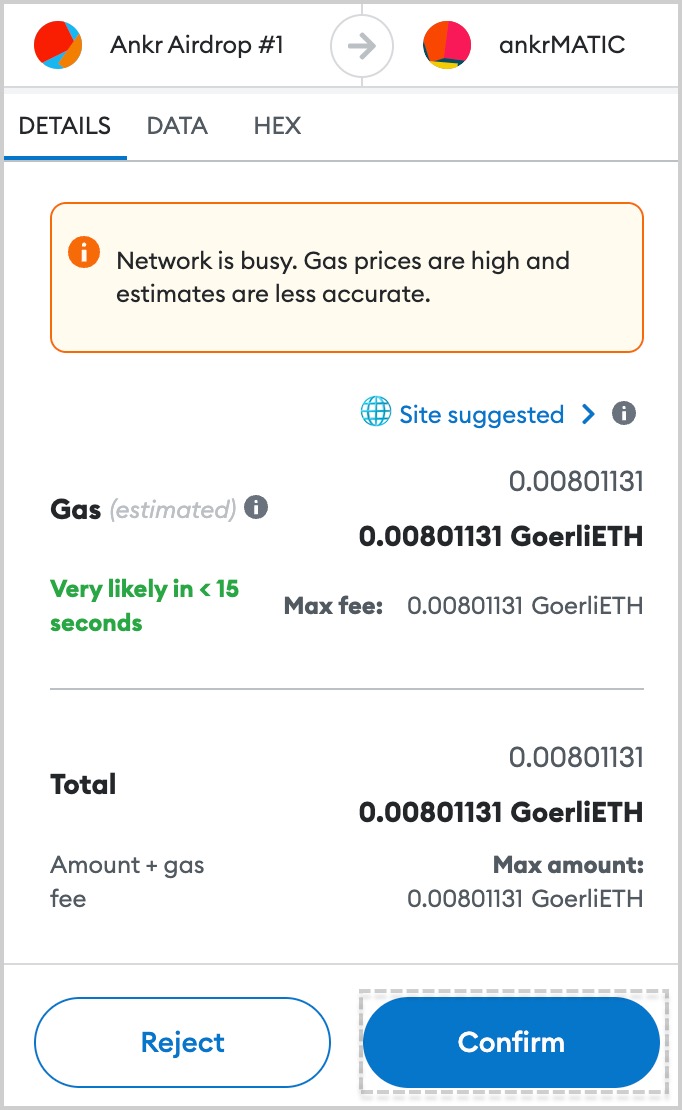 Ankr Airdrop #1
ankrMATIC
DETAILS DATA HEX
Network is busy. Gas prices are high and
estimates are less accurate.
Site suggested
0.00801131
Gas (estimated)
0.00801131 GoerliETH
Very likely in < 15
seconds
Max fee: 0.00801131 GoerliETH
0.00801131
Total
0.00801131 GoerliETH
Amount + gas
fee
Max amount:
0.00801131 GoerliETH
Reject
Confirm